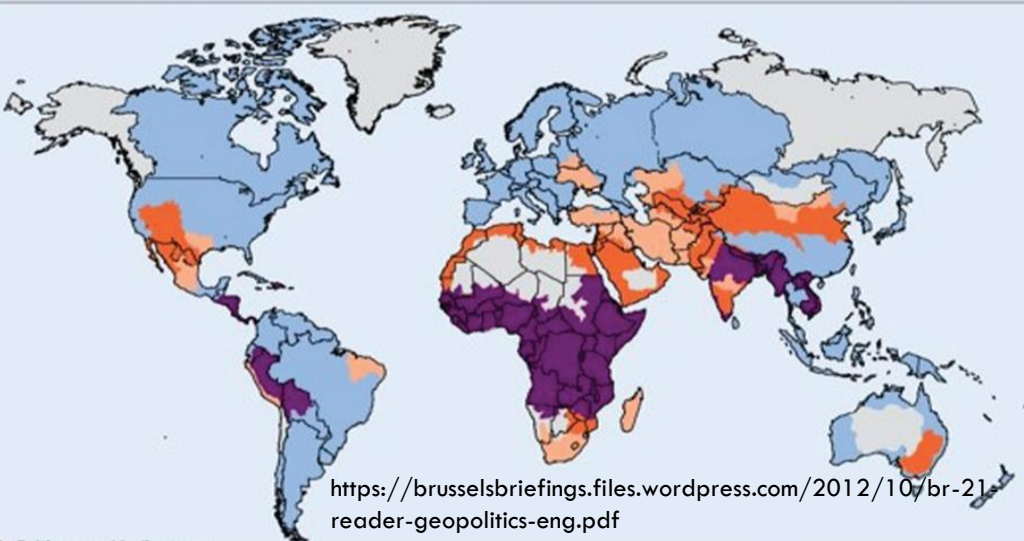 https://brusselsbriefings.files.wordpress.com/2012/10/br-21-
reader-geopolitics-eng.pdf